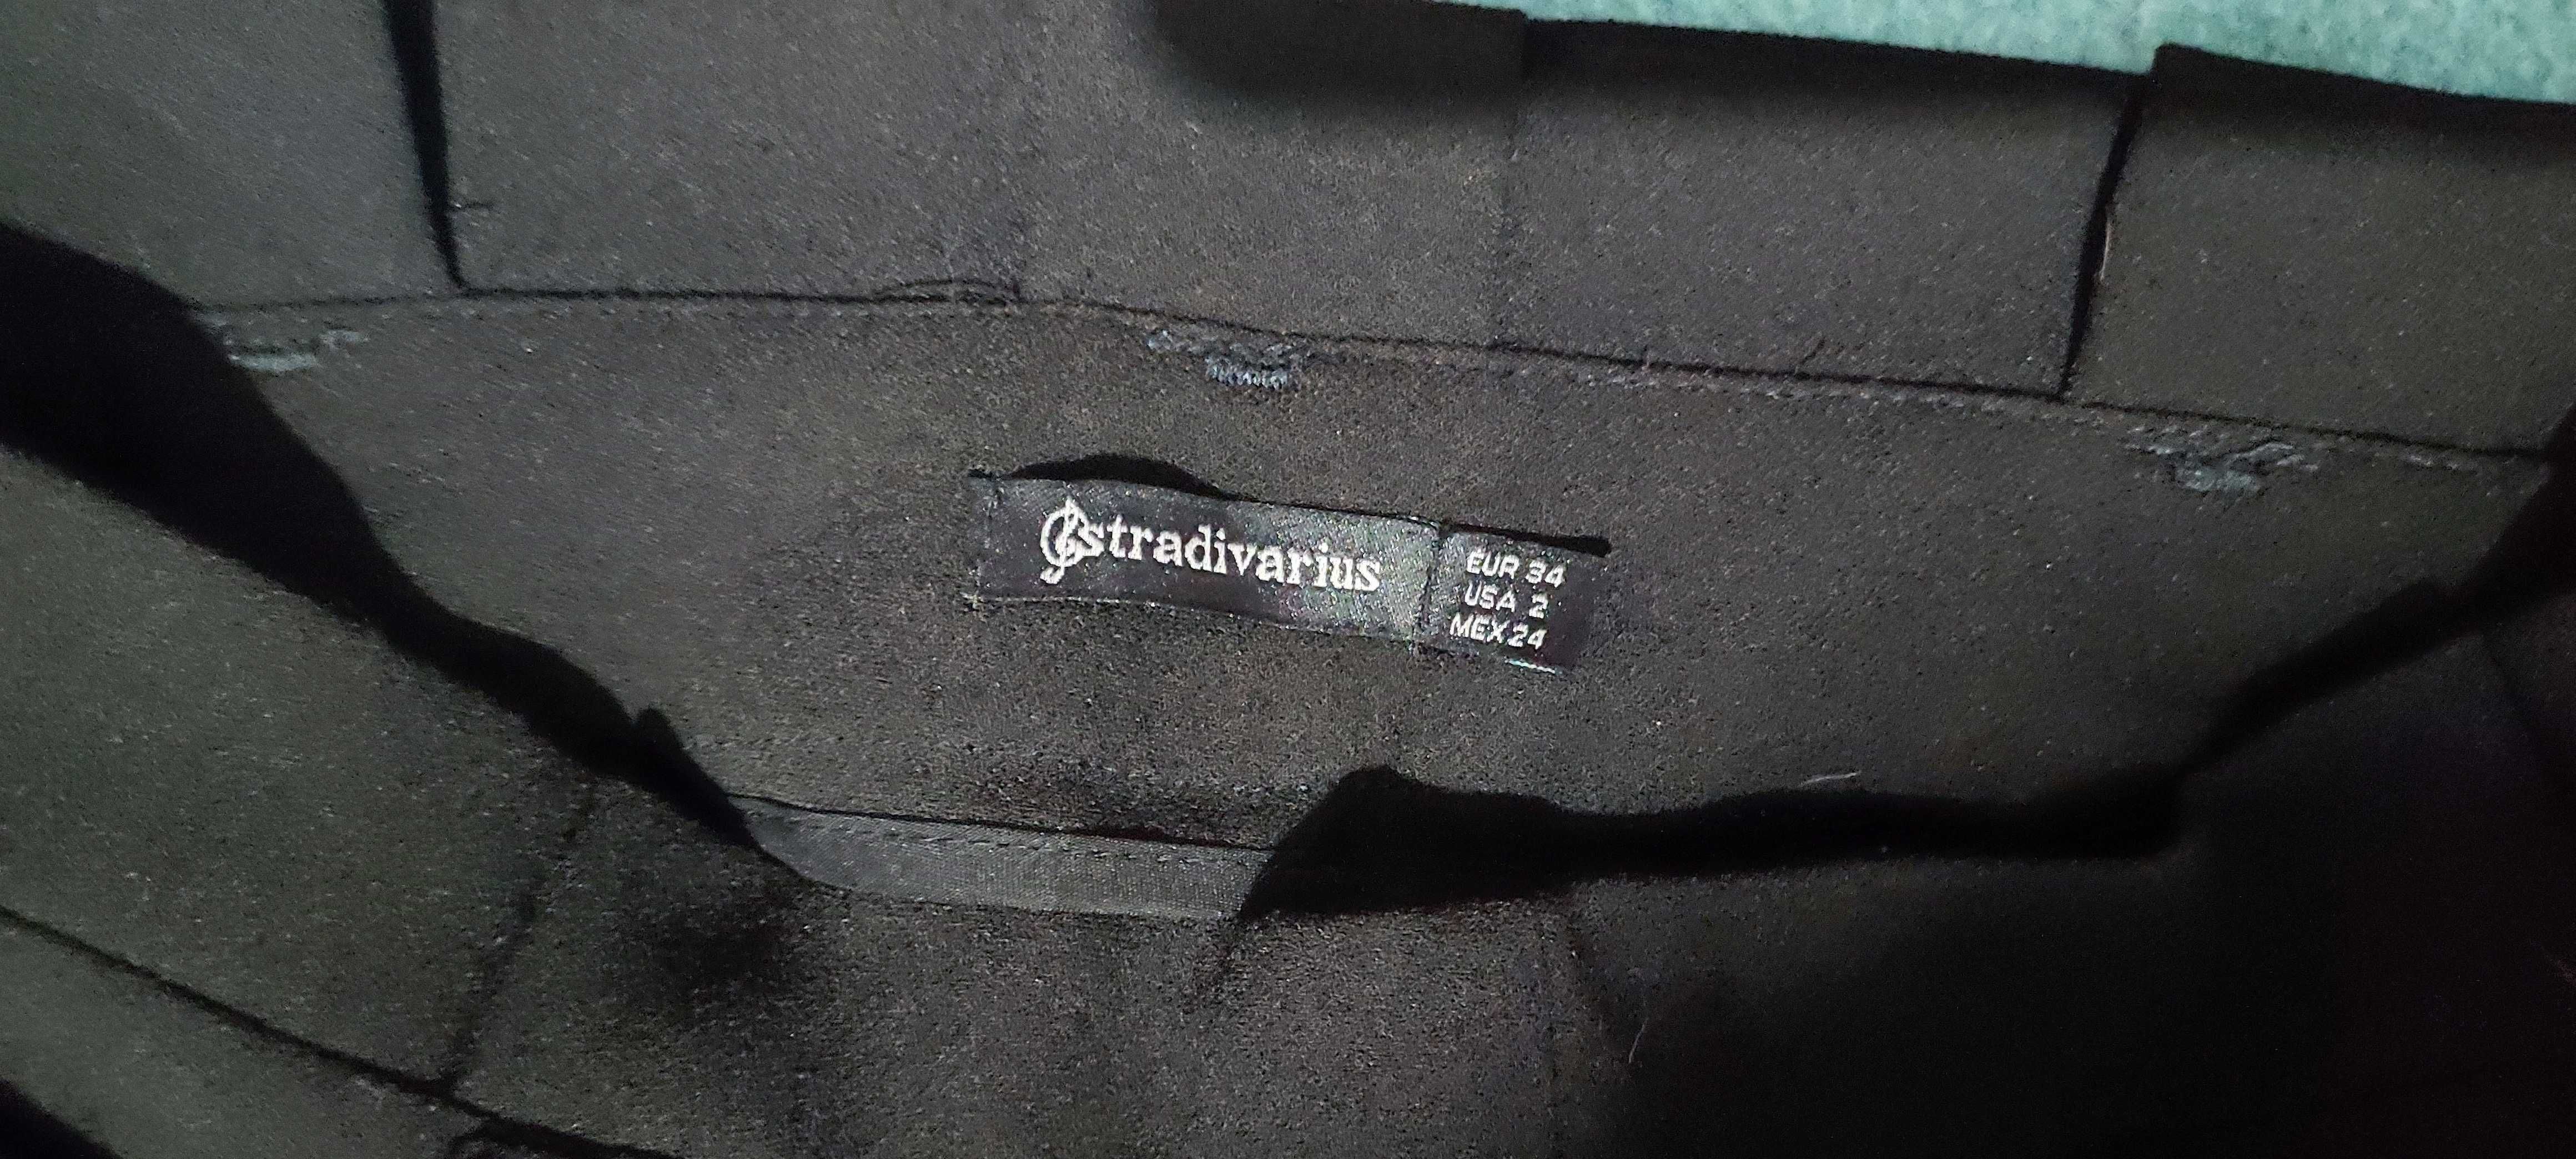 stradivarius
EUR 34
USA 2
MEX 24